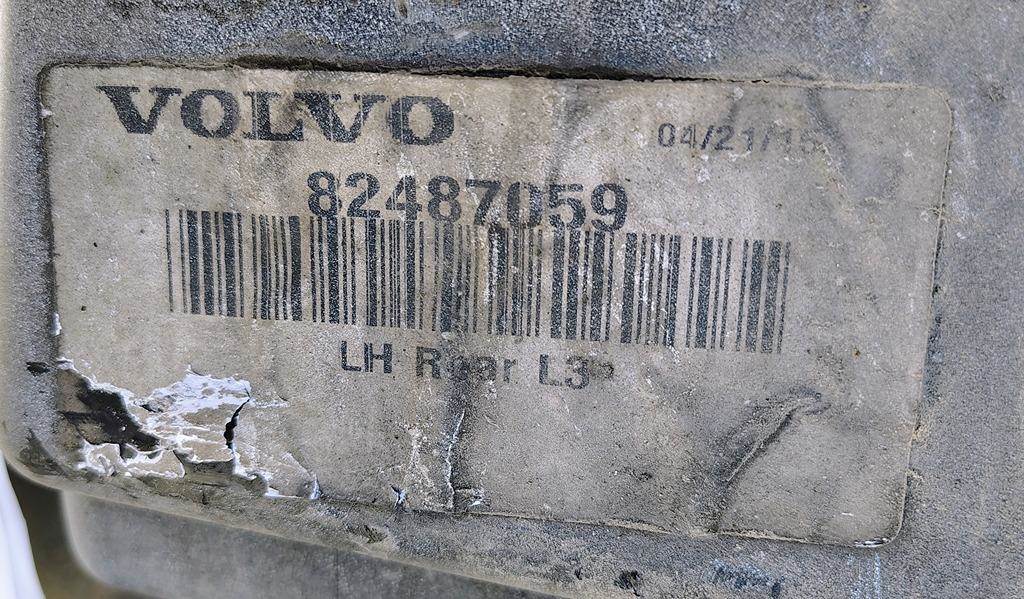 VOLVO
04/21/15
82487059
LH Rear L3